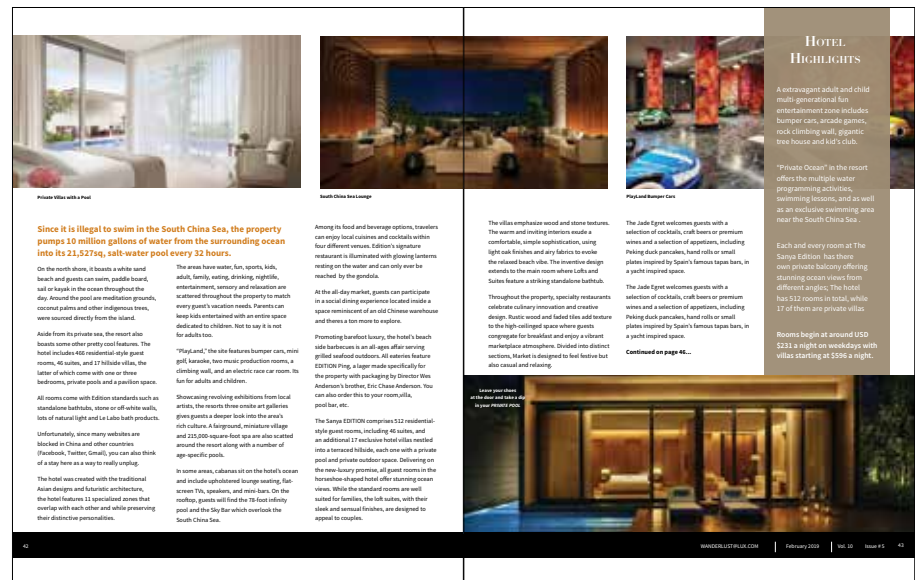 Private Villas with a Pool
South China Sea Lounge
PlayLand Bumper Cars
Since it is illegal to swim in the South China Sea, the property
pumps 10 million gallons of water from the surrounding ocean
into its 21,527sq, salt-water pool every 32 hours.
On the north shore, it boasts a white sand
beach and guests can swim, paddle board,
sail or kayak in the ocean throughout the
day. Around the pool are meditation grounds,
coconut palms and other indigenous trees,
were sourced directly from the island.
Aside from its private sea, the resort also
boasts some other pretty cool features. The
hotel includes 466 residential-style guest
rooms, 46 suites, and 17 hillside villas, the
latter of which come with one or three
bedrooms, private pools and a pavilion space.
All rooms come with Edition standards such as
standalone bathtubs, stone or off-white walls,
lots of natural light and Le Labo bath products.
Unfortunately, since many websites are
blocked in China and other countries
(Facebook, Twitter, Gmail), you can also think
of a stay here as a way to really unplug.
The hotel was created with the traditional
Asian designs and futuristic architecture,
the hotel features 11 specialized zones that
overlap with each other and while preserving
their distinctive personalities.
The areas have water, fun, sports, kids,
adult, family, eating, drinking, nightlife,
entertainment, sensory and relaxation are
scattered throughout the property to match
every guest's vacation needs. Parents can
keep kids entertained with an entire space
dedicated to children. Not to say it is not
for adults too.
"PlayLand," the site features bumper cars, mini
golf, karaoke, two music production rooms, a
climbing wall, and an electric race car room. Its
fun for adults and children.
Showcasing revolving exhibitions from local
artists, the resorts three onsite art galleries
gives guests a deeper look into the area's
rich culture. A fairground, miniature village
and 215,000-square-foot spa are also scatted
around the resort along with a number of
age-specific pools.
In some areas, cabanas sit on the hotel's ocean
and include upholstered lounge seating, flat-
screen TVs, speakers, and mini-bars. On the
rooftop, guests will find the 78-foot infinity
pool and the Sky Bar which overlook the
South China Sea.
Among its food and beverage options, travelers
can enjoy local cuisines and cocktails within
four different venues. Edition's signature
restaurant is illuminated with glowing lanterns
resting on the water and can only ever be
reached by the gondola.
At the all-day market, guests can participate
in a social dining experience located inside a
space reminiscent of an old Chinese warehouse
and theres a ton more to explore.
Promoting barefoot luxury, the hotel's beach
side barbecues is an all-ages affair serving
grilled seafood outdoors. All eateries feature
EDITION Ping, a lager made specifically for
the property with packaging by Director Wes
Anderson's brother, Eric Chase Anderson. You
can also order this to your room,villa,
pool bar, etc.
The Sanya EDITION comprises 512 residential-
style guest rooms, including 46 suites, and
an additional 17 exclusive hotel villas nestled
into a terraced hillside, each one with a private
pool and private outdoor space. Delivering on
the new-luxury promise, all guest rooms in the
horseshoe-shaped hotel offer stunning ocean
views. While the standard rooms are well
suited for families, the loft suites, with their
sleek and sensual finishes, are designed to
appeal to couples.
The villas emphasize wood and stone textures.
The warm and inviting interiors exude a
comfortable, simple sophistication, using
light oak finishes and airy fabrics to evoke
the relaxed beach vibe. The inventive design
extends to the main room where Lofts and
Suites feature a striking standalone bathtub.
Throughout the property, specialty restaurants
celebrate culinary innovation and creative
design. Rustic wood and faded tiles add texture
to the high-ceilinged space where guests
congregate for breakfast and enjoy a vibrant
marketplace atmosphere. Divided into distinct
sections, Market is designed to feel festive but
also casual and relaxing.
The Jade Egret welcomes guests with a
selection of cocktails, craft beers or premium
wines and a selection of appetizers, including
Peking duck pancakes, hand rolls or small
plates inspired by Spain's famous tapas bars, in
a yacht inspired space.
The Jade Egret welcomes guests with a
selection of cocktails, craft beers or premium
wines and a selection of appetizers, including
Peking duck pancakes, hand rolls or small
plates inspired by Spain's famous tapas bars, in
a yacht inspired space.
Continued on page 46...
HOTEL
HIGHLIGHTS
A extravagant adult and child
multi-generational fun
entertainment zone includes
bumper cars, arcade games,
rock climbing wall, gigantic
tree house and kid's club.
"Private Ocean" in the resort
offers the multiple water
programming activities,
swimming lessons, and as well
as an exclusive swimming area
near the South China Sea .
Each and every room at The
Sanya Edition has there
own private balcony offering
stunning ocean views from
different angles; The hotel
has 512 rooms in total, while
17 of them are private villas
Rooms begin at around USD
$231 a night on weekdays with
villas starting at $596 a night.
Leave your shoes
at the door and take a dip
in your PRIVATE POOL
42
WANDERLUSTIPLUX.COM
February 2019
Vol. 10
Issue # 5
43